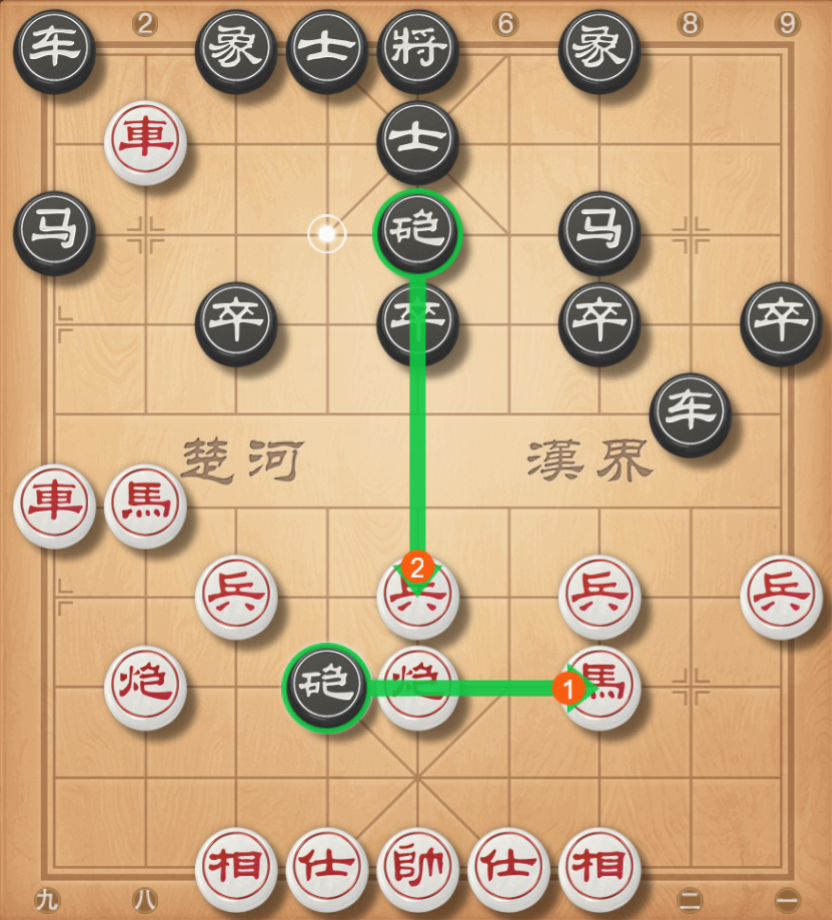 2 6 8 9
车 象 士 将 象
車 士
马 砲 马
卒 卒 卒 卒
车
楚河 漢界
車 馬
2
兵 兵 兵 兵
炮 砲 炮 1 馬
相 仕 帥 仕 相
九 八 二 一